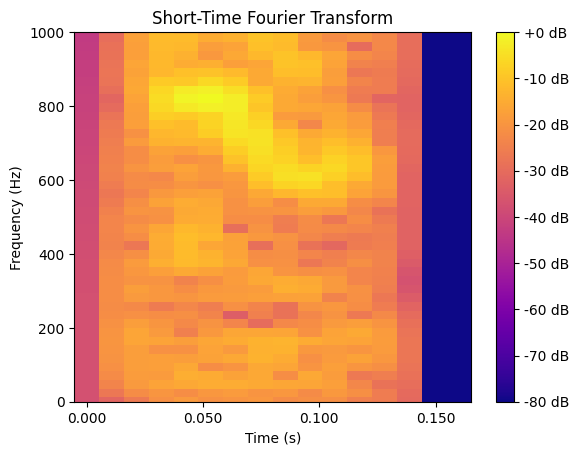 Short-Time Fourier Transform
1000
800
600
400
200
0
Frequency (Hz)
0.000
0.050
0.100
0.150
Time (s)
+0 dB
-10 dB
-20 dB
-30 dB
-40 dB
-50 dB
-60 dB
-70 dB
-80 dB